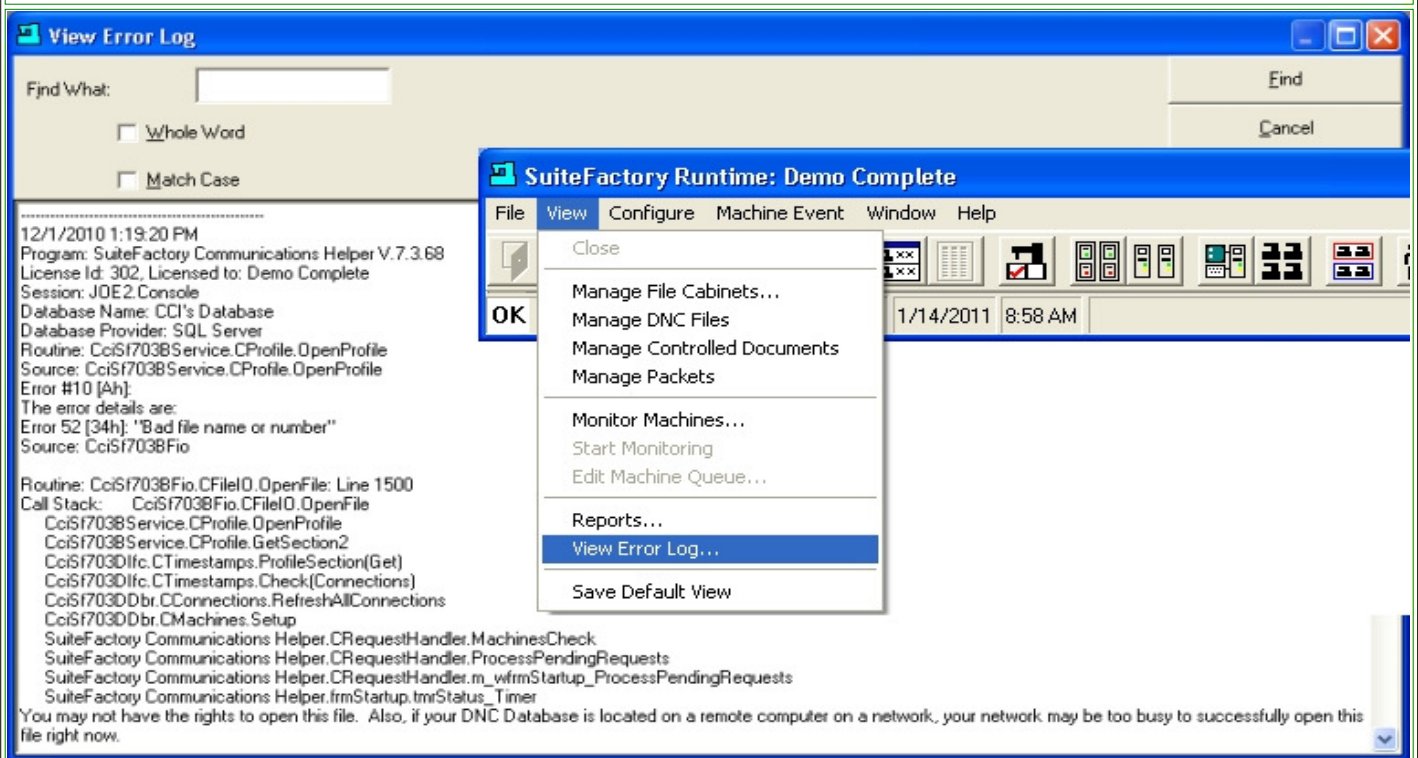 View Error Log
Find What:
Find
Whole Word
Cancel
Match Case
SuiteFactory Runtime: Demo Complete
File View Configure Machine Event Window Help
Close
Manage File Cabinets...
Manage DNC Files
Manage Controlled Documents
Manage Packets
Monitor Machines...
Start Monitoring
Edit Machine Queue...
Reports...
View Error Log...
Save Default View
OK
1/14/2011 8:58 AM
------------------------------------------------------------
12/1/2010 1:19:20 PM
Program: SuiteFactory Communications Helper V.7.3.68
License Id: 302, Licensed to: Demo Complete
Session: JOE2.Console
Database Name: CCI's Database
Database Provider: SQL Server
Routine: CciSf703BService.CProfile.OpenProfile
Source: CciSf703BService.CProfile.OpenProfile
Error #10 [Ah]:
The error details are:
Error 52 [34h]: "Bad file name or number"
Source: CciSf703BFio
Routine: CciSf703BFio.CFileIO.OpenFile: Line 1500
Call Stack: CciSf703BFio.CFileIO.OpenFile
CciSf703BService.CProfile.OpenProfile
CciSf703BService.CProfile.GetSection2
CciSf703DIfc.CTimestamps.ProfileSection(Get)
CciSf703DIfc.CTimestamps.Check(Connections)
CciSf703DDbr.CConnections.RefreshAllConnections
CciSf703DDbr.CMachines.Setup
SuiteFactory Communications Helper.CRequestHandler.MachinesCheck
SuiteFactory Communications Helper.CRequestHandler.ProcessPendingRequests
SuiteFactory Communications Helper.CRequestHandler.m_wfrmStartup_ProcessPendingRequests
SuiteFactory Communications Helper.frmStartup.tmrStatus_Timer
You may not have the rights to open this file. Also, if your DNC Database is located on a remote computer on a network, your network may be too busy to successfully open this
file right now.